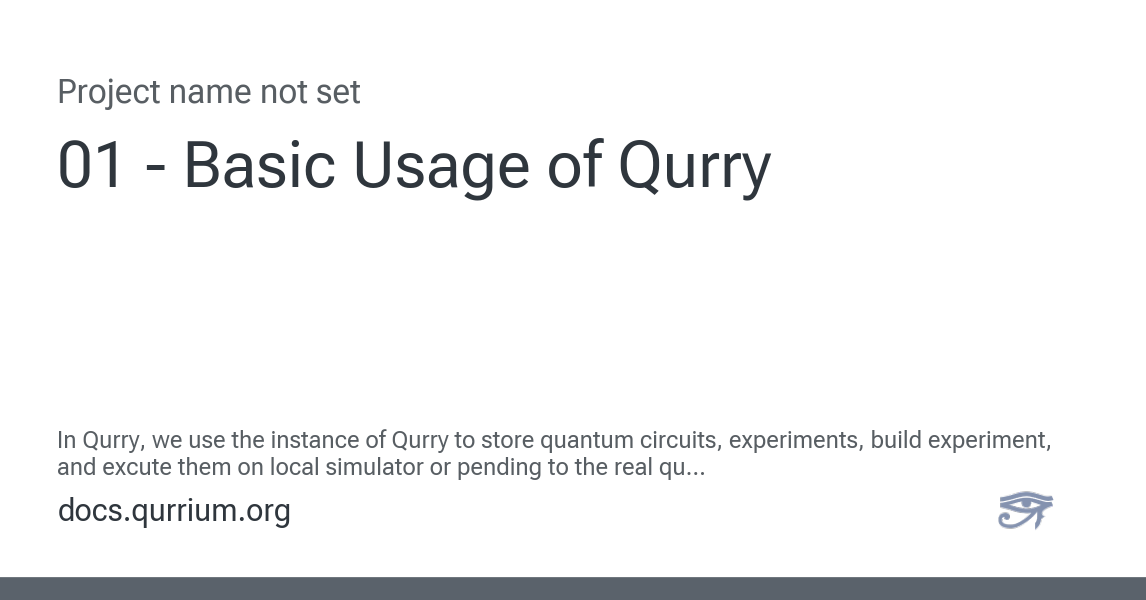 Project name not set
01 - Basic Usage of Qurry
In Qurry, we use the instance of Qurry to store quantum circuits, experiments, build experiment,
and excute them on local simulator or pending to the real qu...
docs.qurrium.org